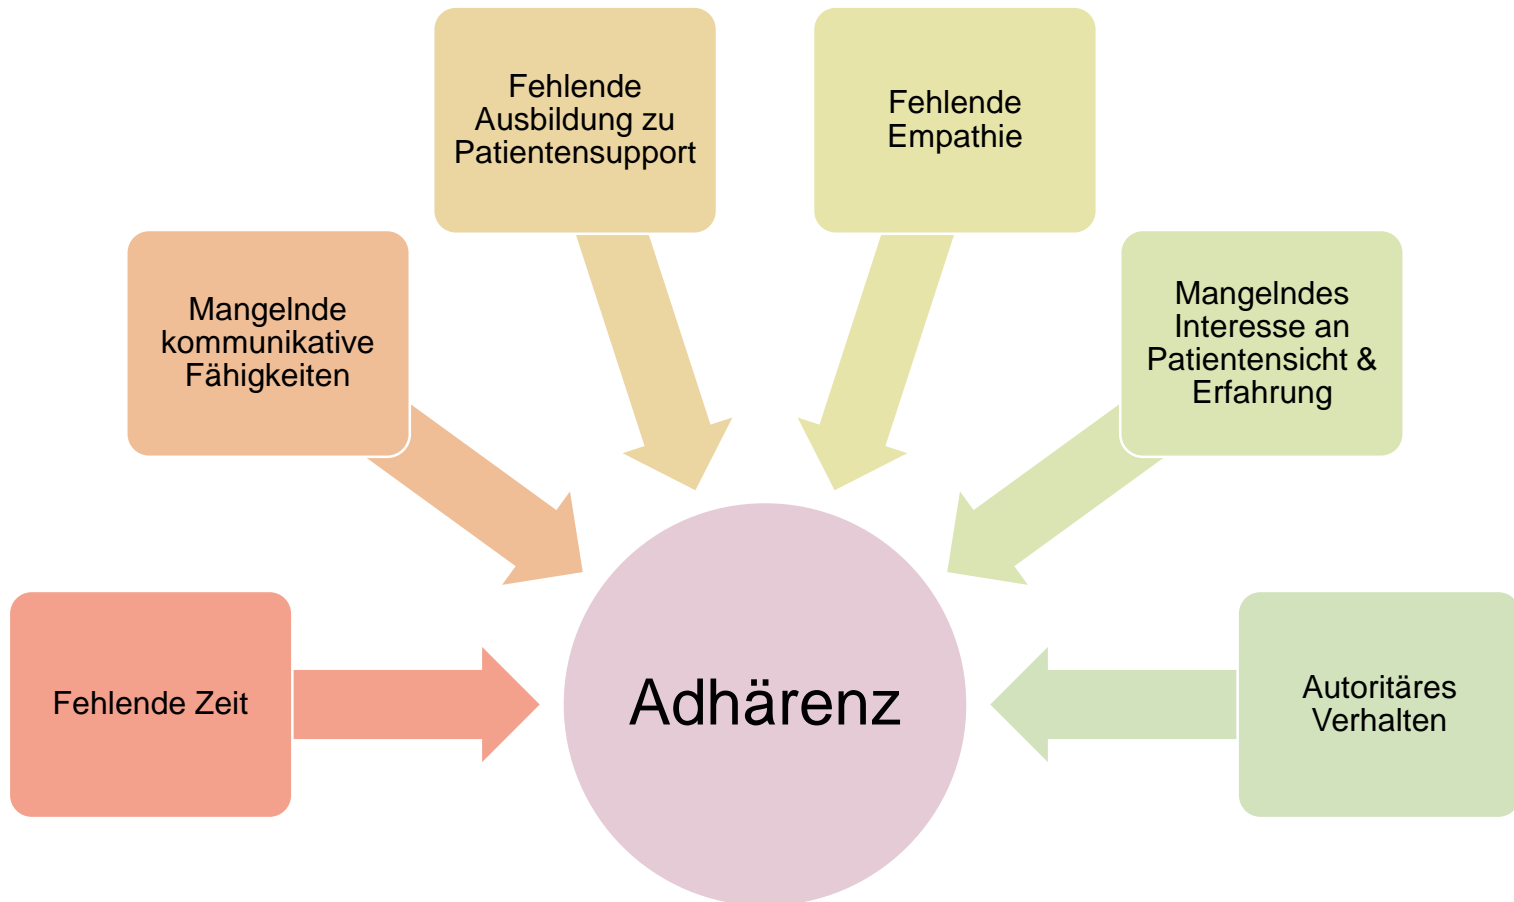 Fehlende
Ausbildung zu
Patientensupport
Fehlende
Empathie
Mangelnde
kommunikative
Fähigkeiten
Mangelndes
Interesse an
Patientensicht &
Erfahrung
Fehlende Zeit
Adhärenz
Autoritäres
Verhalten